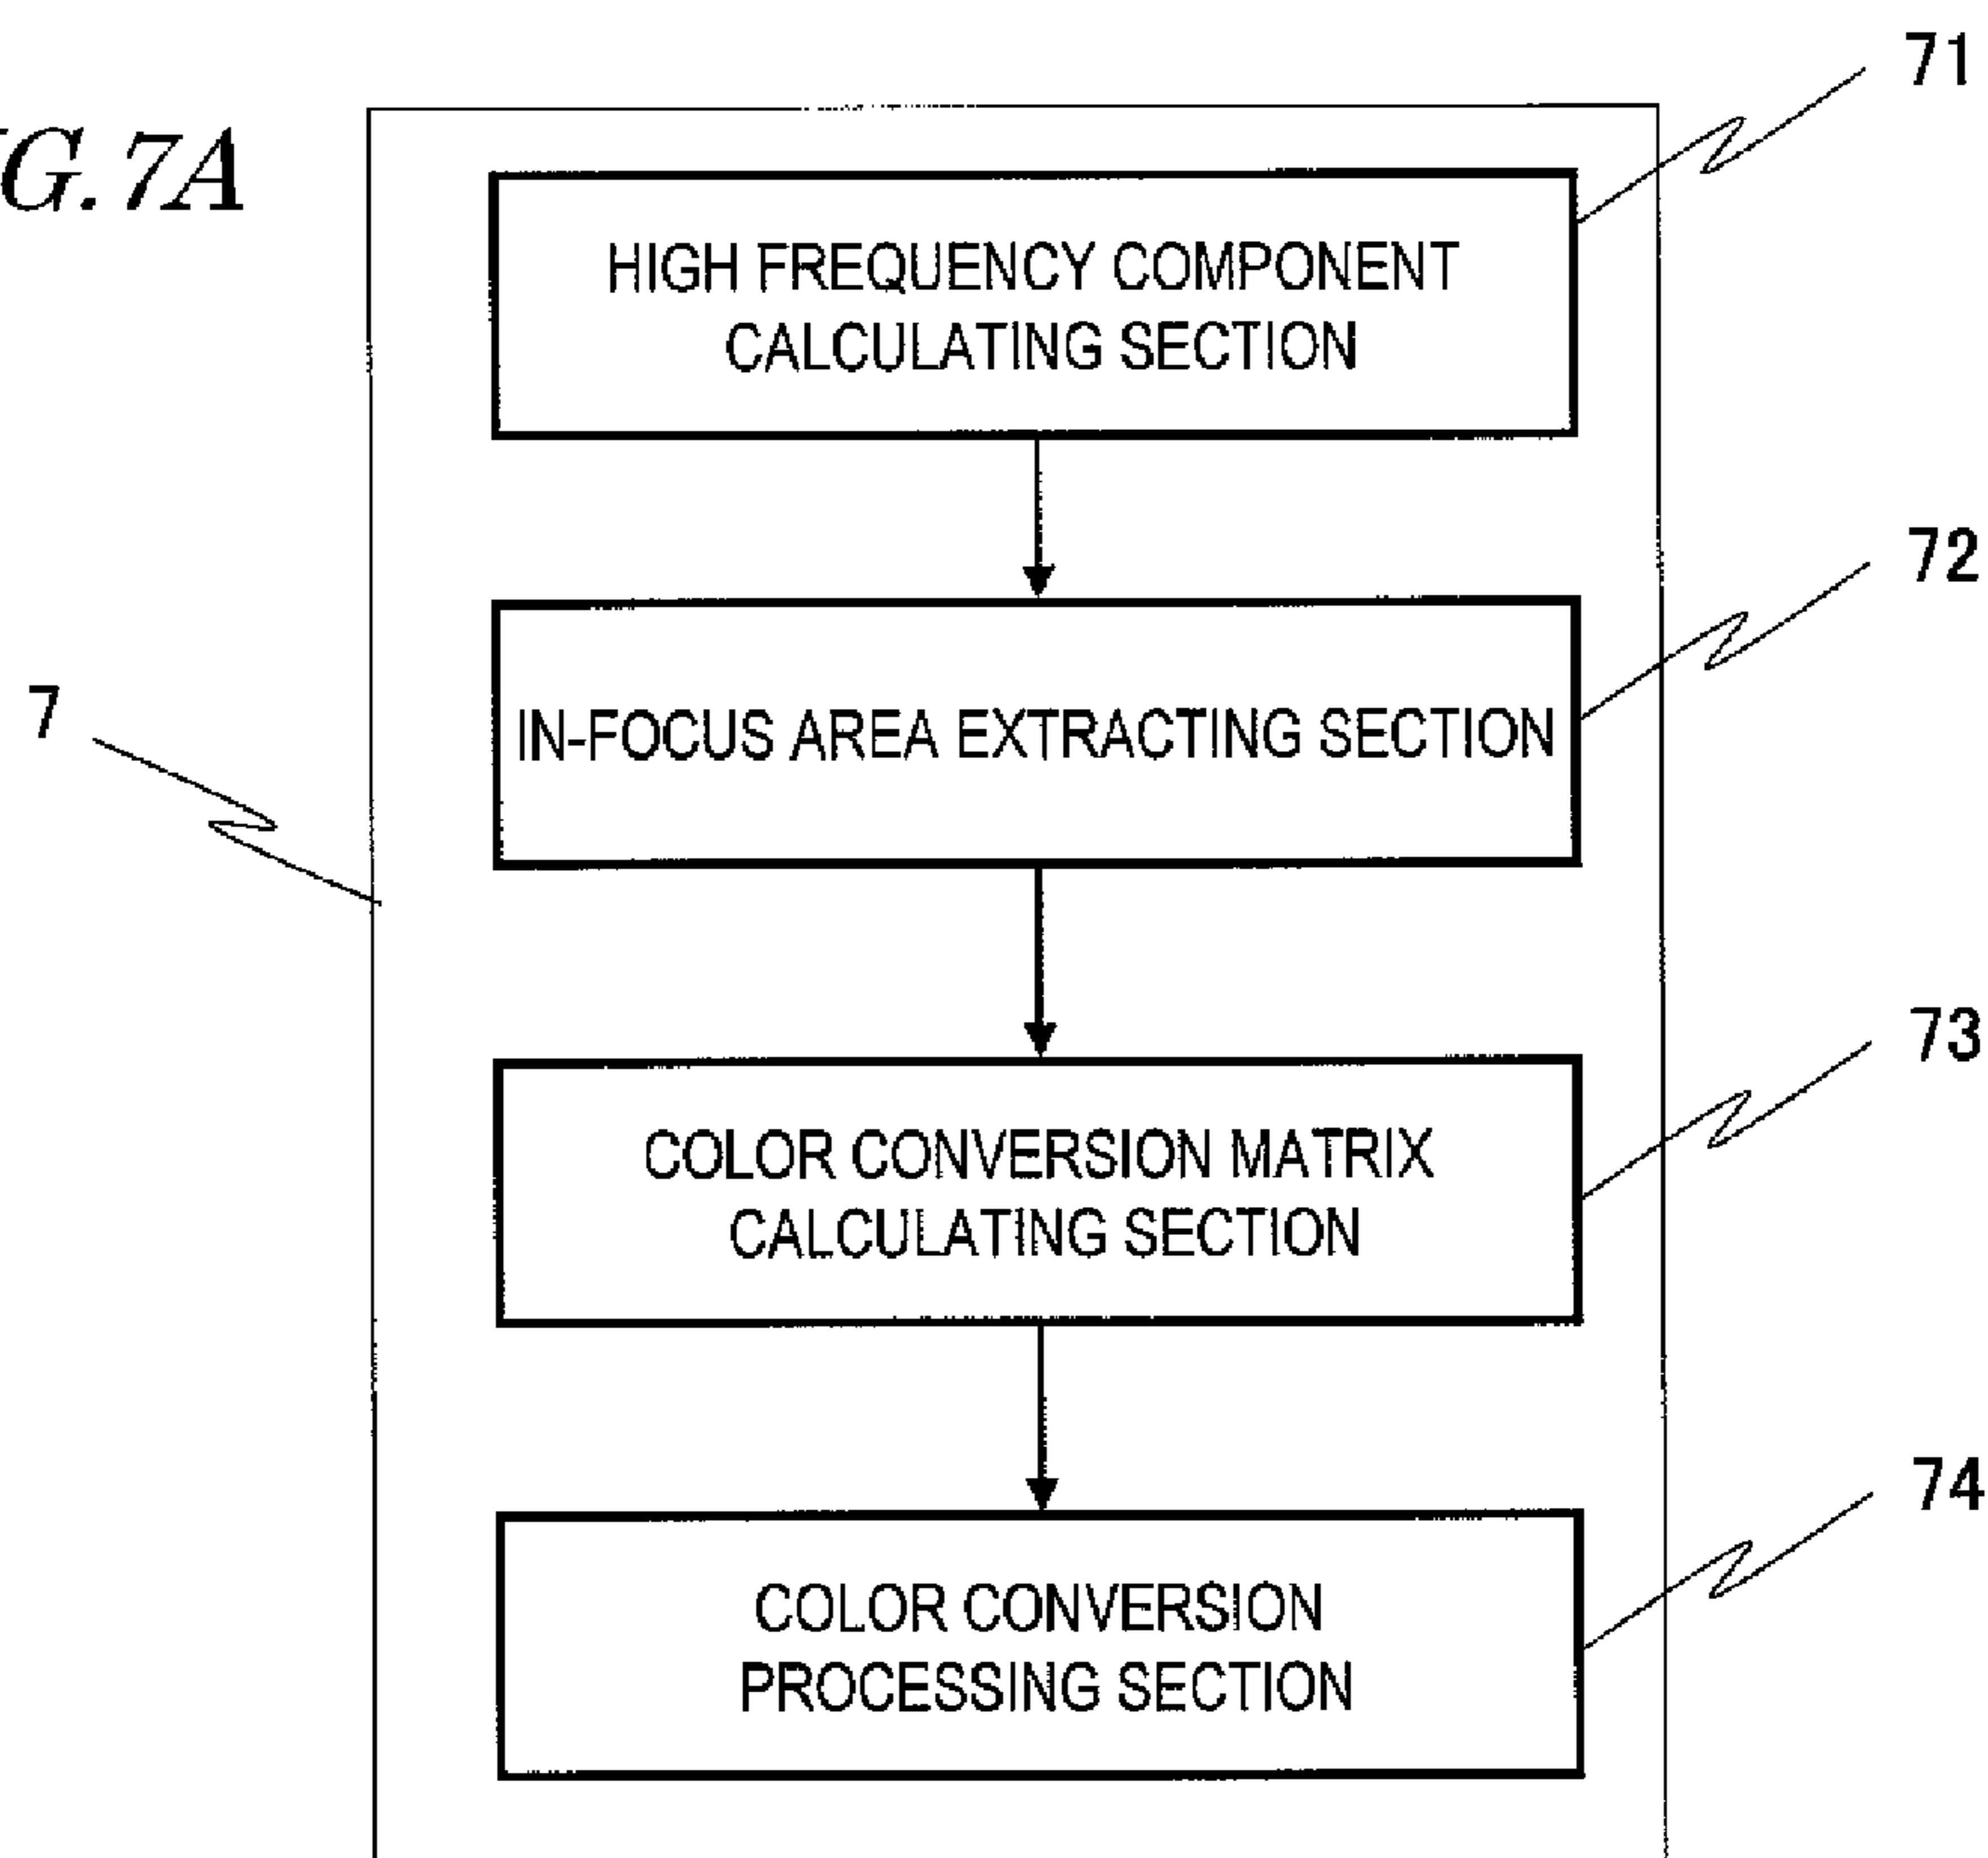 G. 7A
71
HIGH FREQUENCY COMPONENT
CALCULATING SECTION
72
7
IN-FOCUS AREA EXTRACTING SECTION
73
COLOR CONVERSION MATRIX
CALCULATING SECTION
74
COLOR CONVERSION
PROCESSING SECTION